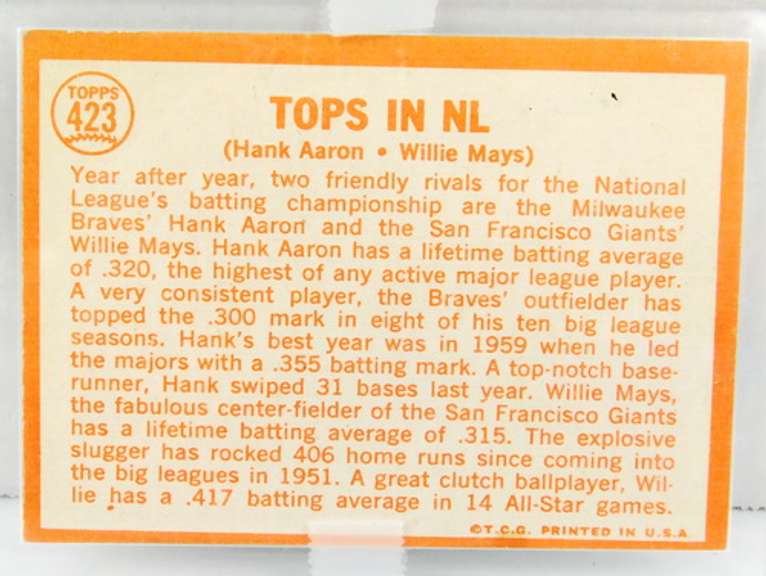 TOPPS
423
TOPS IN NL
(Hank Aaron • Willie Mays)
Year after year, two friendly rivals for the National
League's batting championship are the Milwaukee
Braves' Hank Aaron and the San Francisco Giants'
Willie Mays. Hank Aaron has a lifetime batting average
of .320, the highest of any active major league player.
A very consistent player, the Braves' outfielder has
topped the .300 mark in eight of his ten big league
seasons. Hank's best year was in 1959 when he led
the majors with a .355 batting mark. A top-notch base-
runner, Hank swiped 31 bases last year. Willie Mays,
the fabulous center-fielder of the San Francisco Giants
has a lifetime batting average of .315. The explosive
slugger has rocked 406 home runs since coming into
the big leagues in 1951. A great clutch ballplayer, Wil-
lie has a .417 batting average in 14 All-Star games.
©T.C.G. PRINTED IN U.S.A.